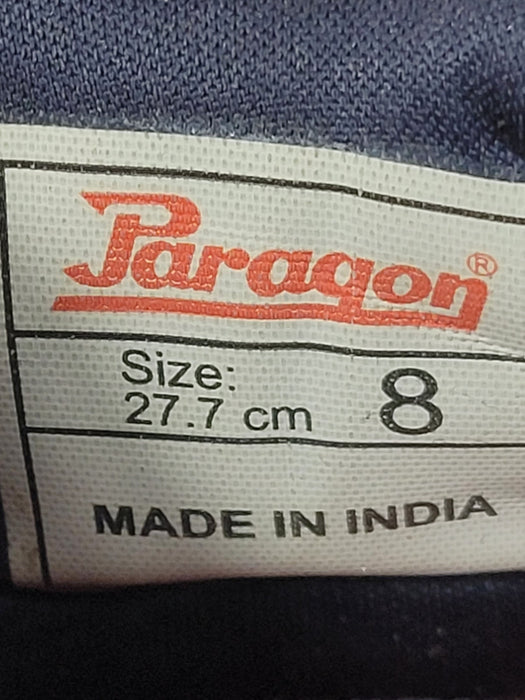 Paragon®
Size:
27.7 cm 8
MADE IN INDIA